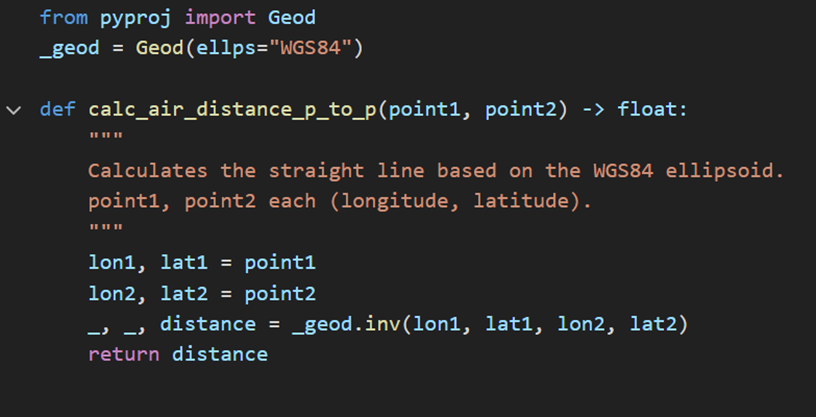 from pyproj import Geod
_geod = Geod(ellps="WGS84")
def calc_air_distance_p_to_p(point1, point2) -> float:
"""
Calculates the straight line based on the WGS84 ellipsoid.
point1, point2 each (longitude, latitude).
"""
lon1, lat1 = point1
lon2, lat2 = point2
_, _, distance = _geod.inv(lon1, lat1, lon2, lat2)
return distance